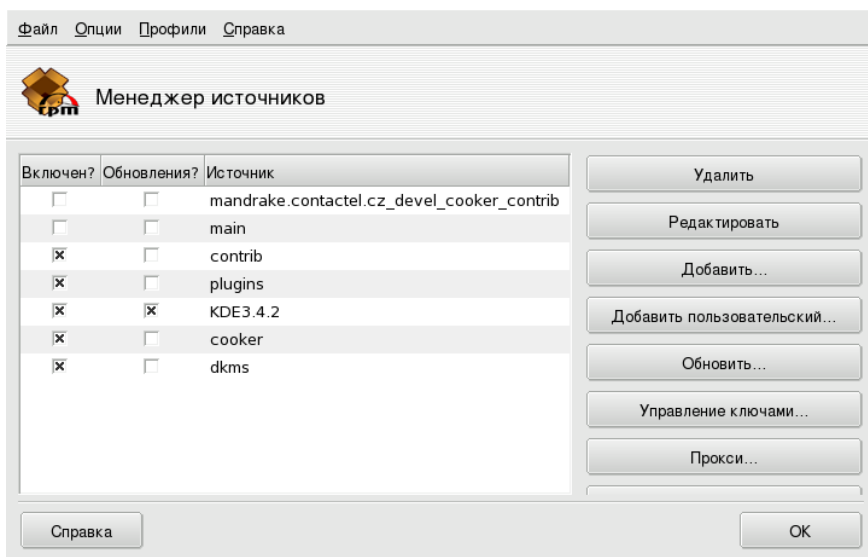 Файл Опции Профили Справка
rpm
Менеджер источников
Включен? Обновления? Источник
mandrake.contactel.cz_devel_cooker_contrib
main
contrib
plugins
KDE3.4.2
cooker
dkms
Удалить
Редактировать
Добавить...
Добавить пользовательский...
Обновить...
Управление ключами...
Прокси...
Справка
OK